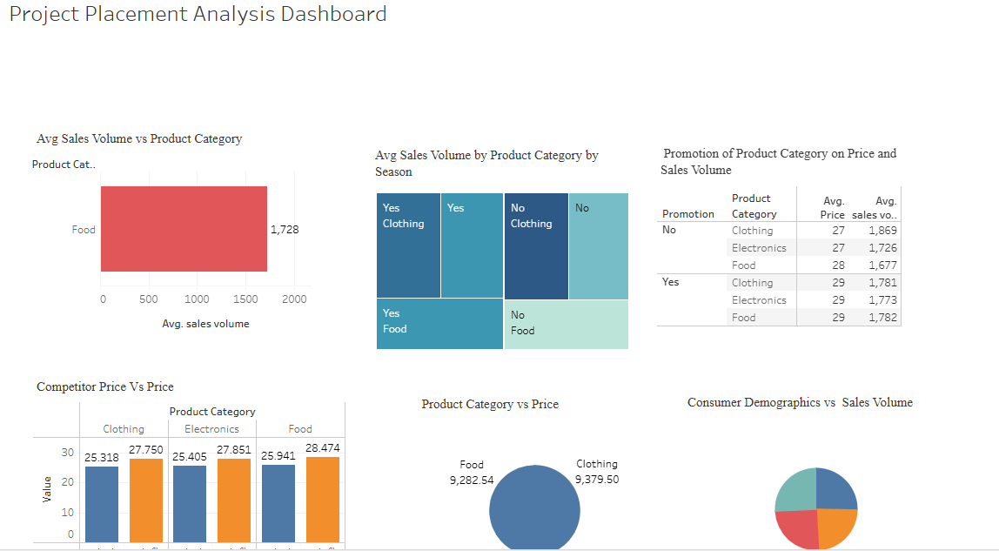 Project Placement Analysis Dashboard
Avg Sales Volume vs Product Category
Product Cat..
Food
1,728
0 500 1000 1500 2000
Avg. sales volume
Avg Sales Volume by Product Category by
Season
Yes
Clothing
Yes
No
Clothing
No
Yes
Food
No
Food
Promotion of Product Category on Price and
Sales Volume
Promotion
Product
Category
Avg.
Price
Avg.
sales vo..
No Clothing 27 1,869
Electronics 27 1,726
Food 28 1,677
Yes Clothing 29 1,781
Electronics 29 1,773
Food 29 1,782
Competitor Price Vs Price
Product Category
Clothing Electronics Food
Value
30
20
10
0
25.318 27.750 25.405 27.851 25.941 28.474
Product Category vs Price
Food
9,282.54
Clothing
9,379.50
Consumer Demographics vs Sales Volume